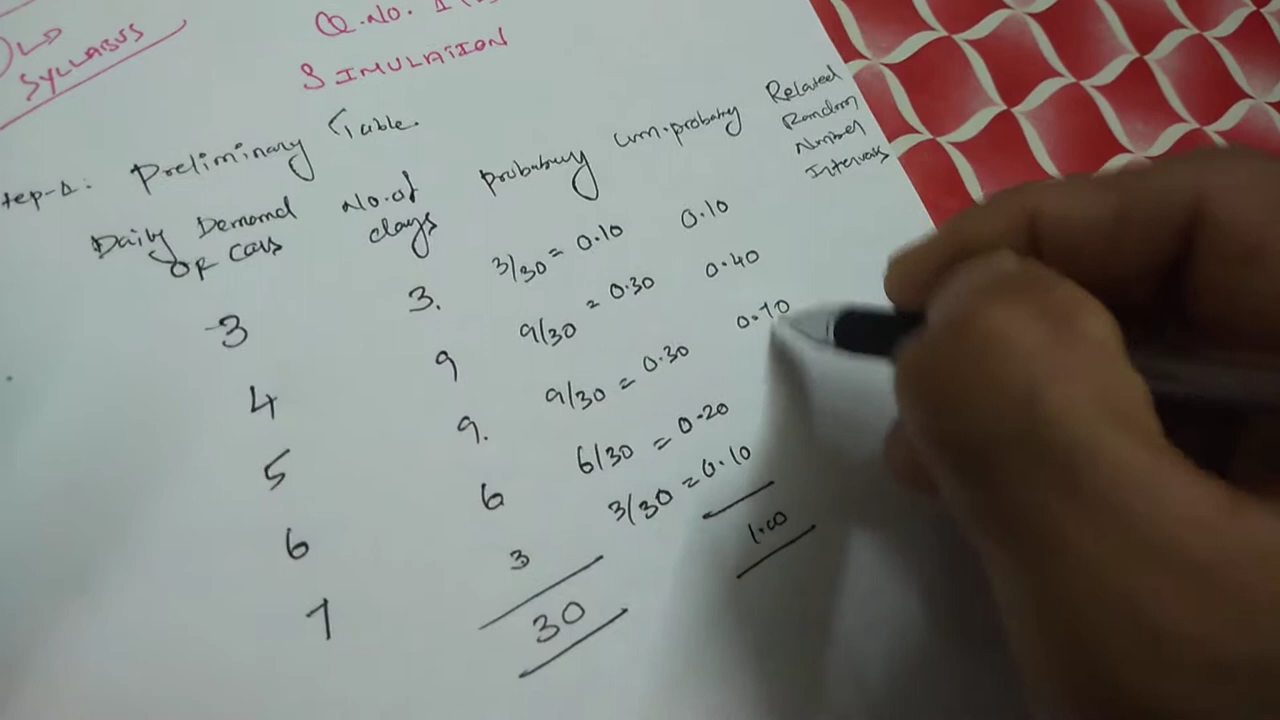 OLD
SYLLABUS
Q.No. 1
SIMULATION
tep-1: Preliminary Table.
Daily Demand OF Cars No.of days probability Cum.probability Related Random Number Intervals
3 3. 3/30 = 0.10 0.10
4 9 9/30 = 0.30 0.40
5 9. 9/30 = 0.30 0.70
6 6 6/30 = 0.20
7 3 3/30 = 0.10
30 1.00